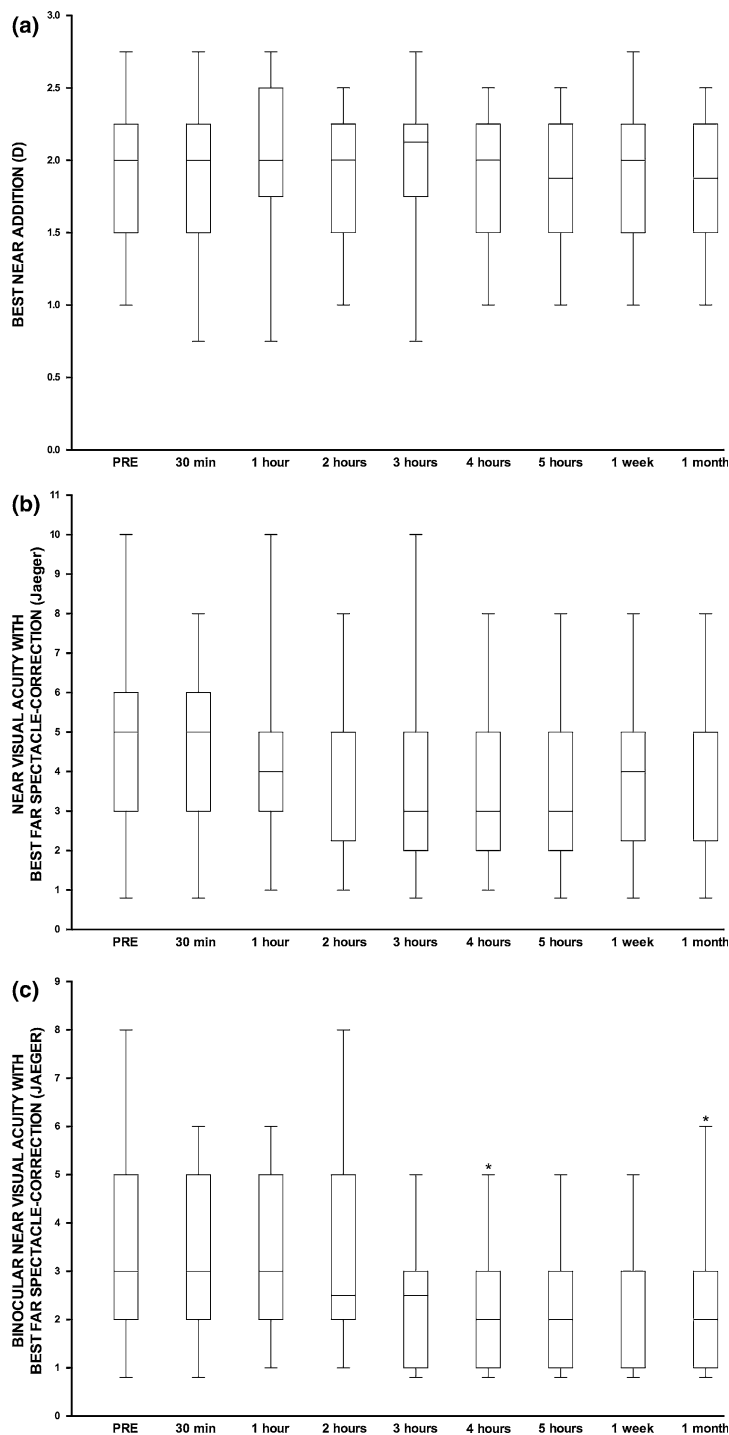 (a)
BEST NEAR ADDITION (D)
3.0
2.5
2.0
1.5
1.0
0.5
0.0
PRE 30 min 1 hour 2 hours 3 hours 4 hours 5 hours 1 week 1 month
(b)
NEAR VISUAL ACUITY WITH
BEST FAR SPECTACLE-CORRECTION (Jaeger)
11
10
9
8
7
6
5
4
3
2
1
0
PRE 30 min 1 hour 2 hours 3 hours 4 hours 5 hours 1 week 1 month
(c)
BINOCULAR NEAR VISUAL ACUITY WITH
BEST FAR SPECTACLE-CORRECTION (JAEGER)
9
8
7
6
5
4
3
2
1
0
*
*
PRE 30 min 1 hour 2 hours 3 hours 4 hours 5 hours 1 week 1 month